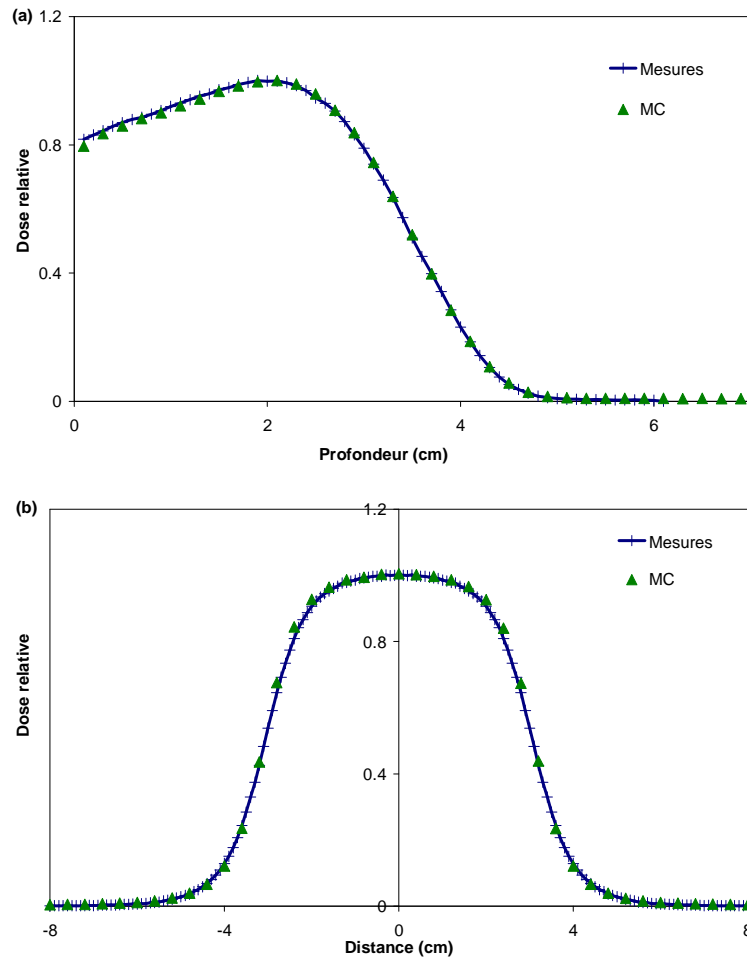 (a)
1.2
Mesures
MC
0.8
Dose relative
0.4
0
0
2
4
6
Profondeur (cm)
(b)
1.2
Mesures
MC
0.8
Dose relative
0.4
0
-8
-4
0
4
8
Distance (cm)